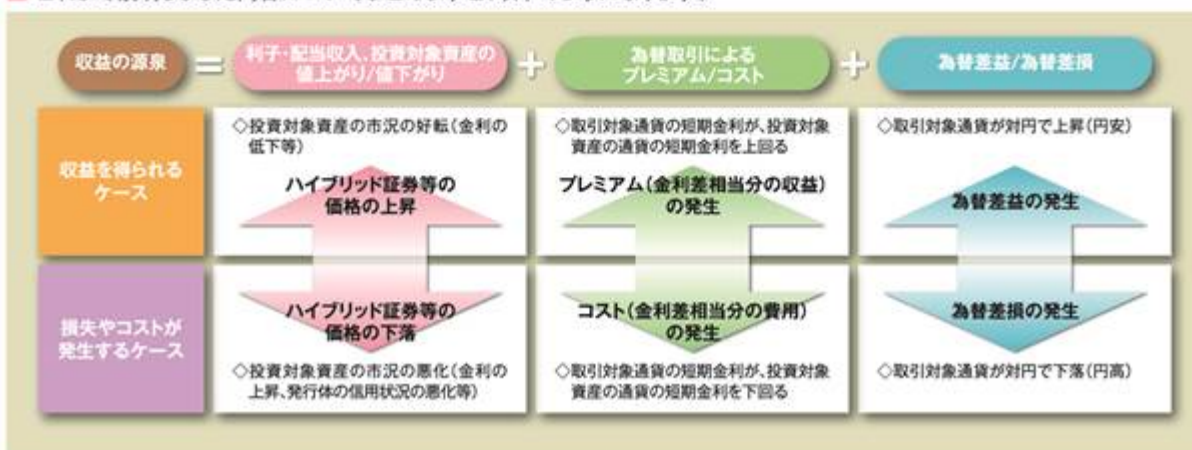 収益の源泉
=
利子・配当収入、投資対象資産の
値上がり/値下がり
+
為替取引による
プレミアム/コスト
+
為替差益/為替差損
収益を得られる
ケース
◇投資対象資産の市況の好転(金利の
低下等)
ハイブリッド証券等の
価格の上昇
◇取引対象通貨の短期金利が、投資対象
資産の通貨の短期金利を上回る
プレミアム(金利差相当分の収益)
の発生
◇取引対象通貨が対円で上昇(円安)
為替差益の発生
損失やコストが
発生するケース
ハイブリッド証券等の
価格の下落
◇投資対象資産の市況の悪化(金利の
上昇、発行体の信用状況の悪化等)
コスト(金利差相当分の費用)
の発生
◇取引対象通貨の短期金利が、投資対象
資産の通貨の短期金利を下回る
為替差損の発生
◇取引対象通貨が対円で下落(円高)